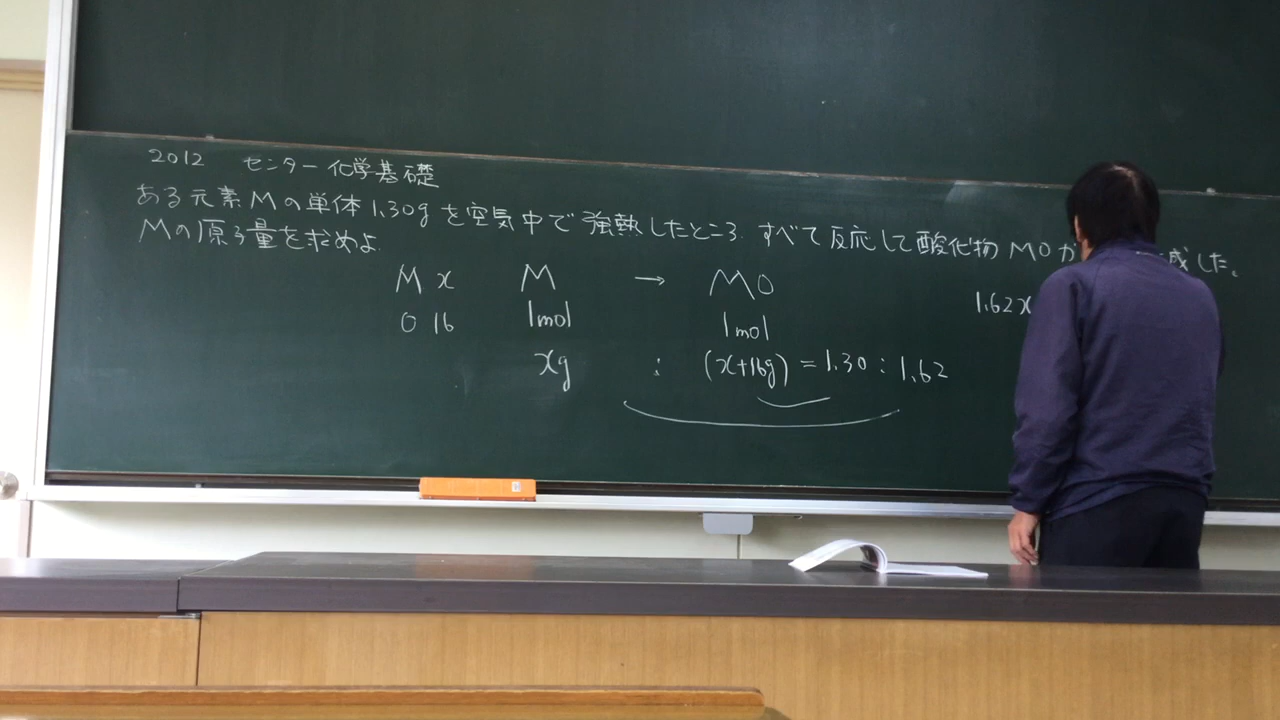 2012 センター化学基礎
ある元素Mの単体1.30gを空気中で強熱したところ、すべて反応して酸化物MOが 成した。
Mの原子量を求めよ.
M x M → MO
O 16 1mol 1mol
xg : (x+16g) = 1.30 : 1.62
1.62x